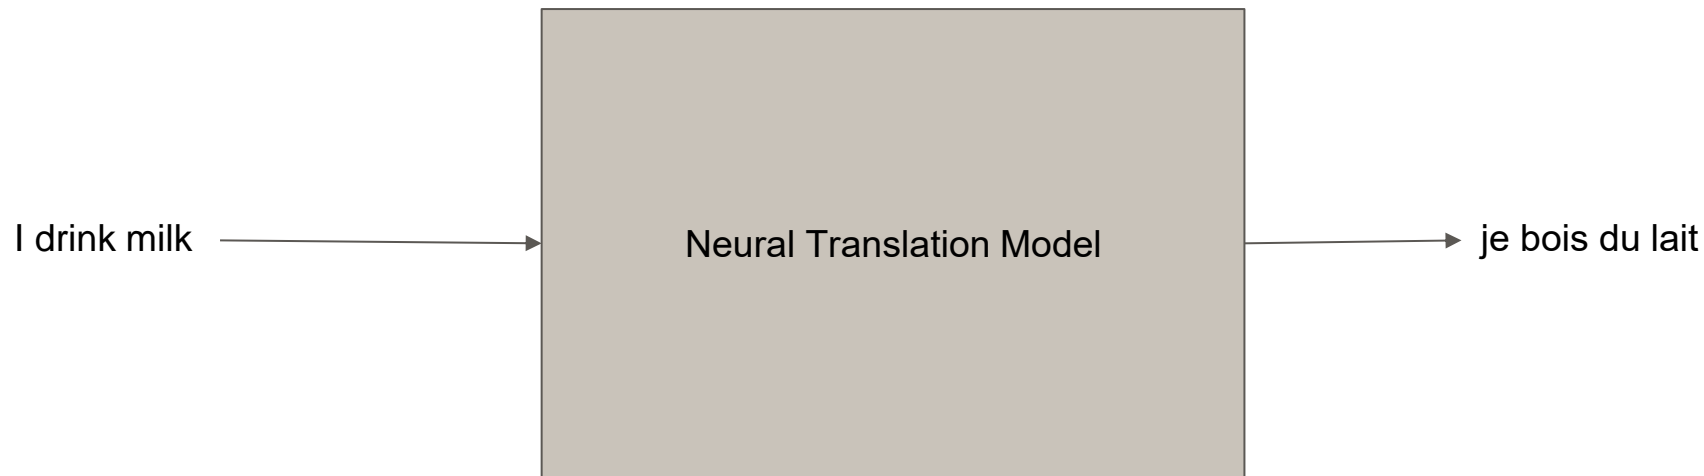 I drink milk
Neural Translation Model
je bois du lait